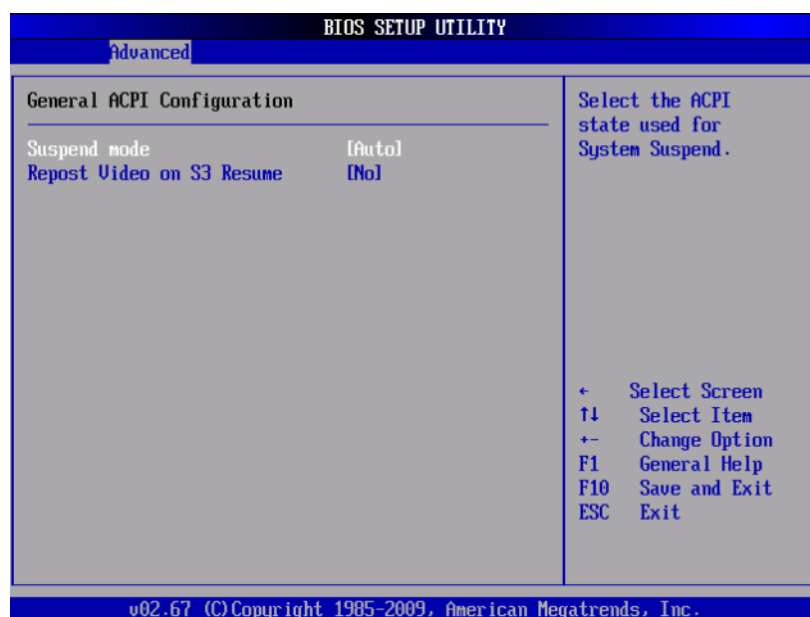 BIOS SETUP UTILITY
Advanced
General ACPI Configuration
Suspend mode [Auto]
Repost Video on S3 Resume [No]
Select the ACPI
state used for
System Suspend.
← Select Screen
↑↓ Select Item
+- Change Option
F1 General Help
F10 Save and Exit
ESC Exit
v02.67 (C)Copyright 1985-2009, American Megatrends, Inc.